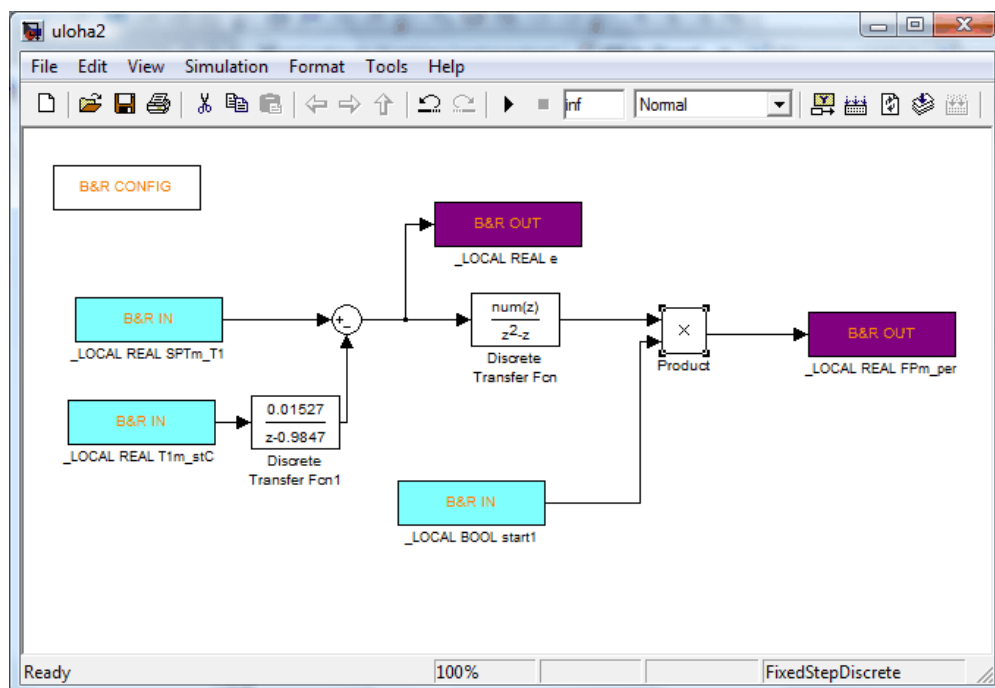 uloha2
File Edit View Simulation Format Tools Help
inf Normal
B&R CONFIG
B&R OUT
_LOCAL REAL e
B&R IN
_LOCAL REAL SPTm_T1
+
-
num(z)
z²-z
Discrete
Transfer Fcn
×
Product
B&R OUT
_LOCAL REAL FPm_per
B&R IN
_LOCAL REAL T1m_stC
0.01527
z-0.9847
Discrete
Transfer Fcn1
B&R IN
_LOCAL BOOL start1
Ready 100% FixedStepDiscrete